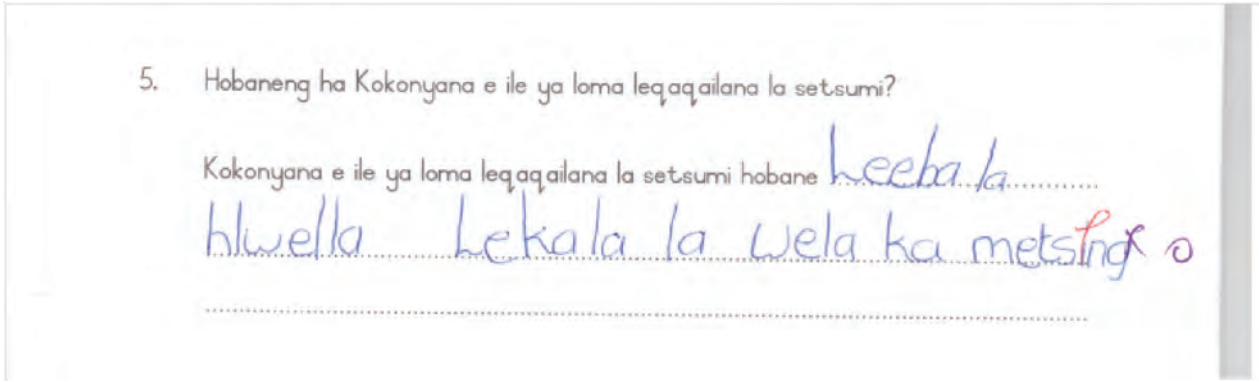 5. Hobaneng ha Kokonyana e ile ya loma leqaqailana la setsumi?
Kokonyana e ile ya loma leqaqailana la setsumi hobane Leeba la
hlwella Lekala la wela ka metsing x 0